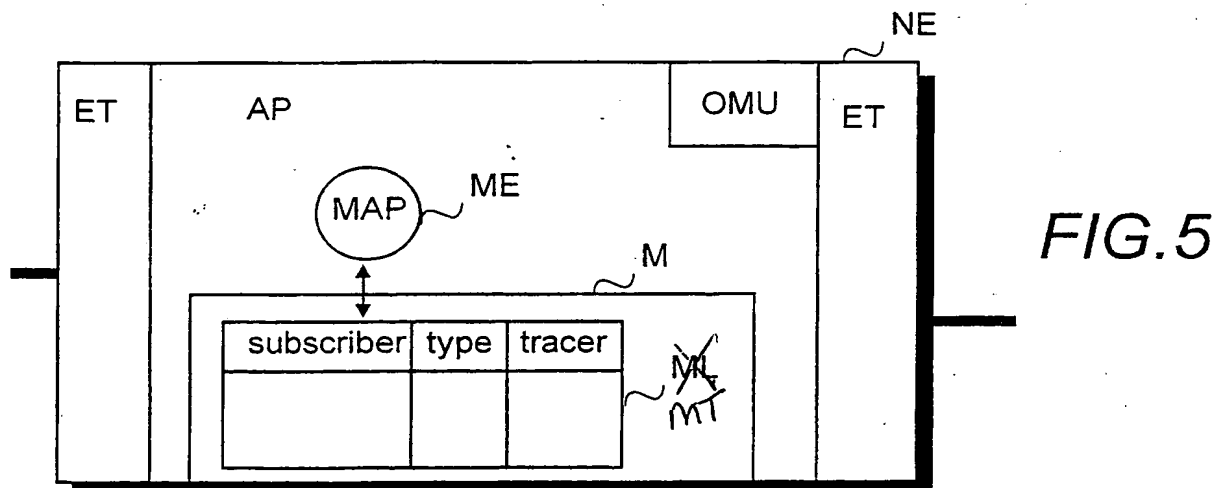 NE
ET AP OMU ET
MAP ME
FIG.5
M
subscriber type tracer
ML
MT